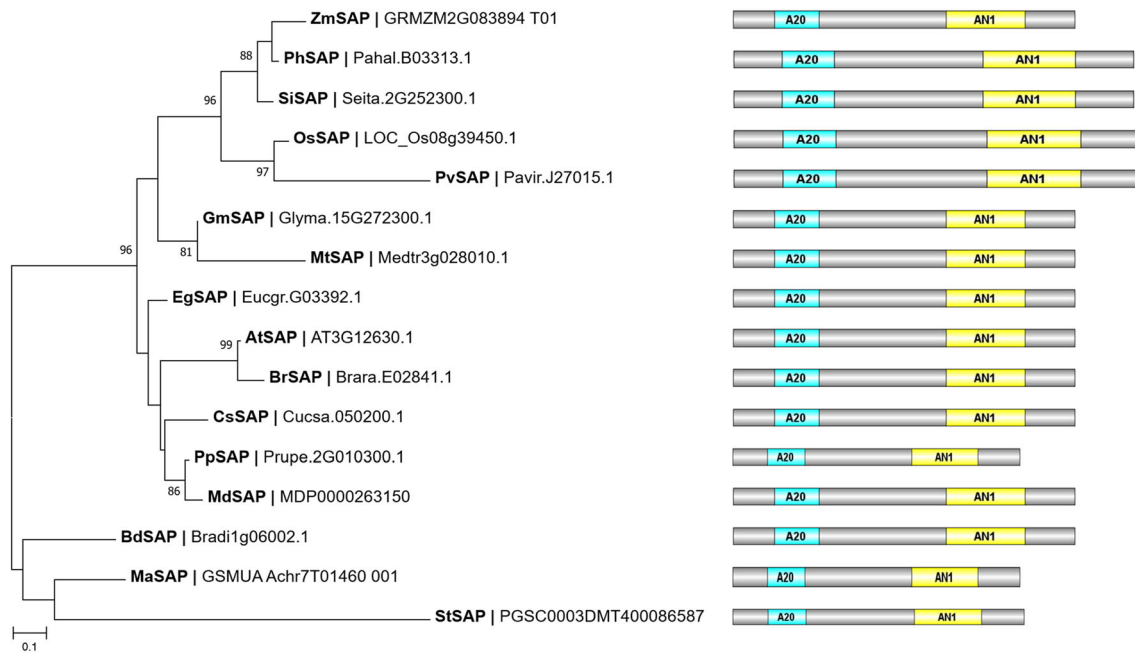 ZmSAP | GRMZM2G083894 T01 A20 AN1
88 PhSAP | Pahal.B03313.1 A20 AN1
96 SiSAP | Seita.2G252300.1 A20 AN1
OsSAP | LOC_Os08g39450.1 A20 AN1
97 PvSAP | Pavir.J27015.1 A20 AN1
GmSAP | Glyma.15G272300.1 A20 AN1
96 81 MtSAP | Medtr3g028010.1 A20 AN1
EgSAP | Eucgr.G03392.1 A20 AN1
99 AtSAP | AT3G12630.1 A20 AN1
BrSAP | Brara.E02841.1 A20 AN1
CsSAP | Cucsa.050200.1 A20 AN1
PpSAP | Prupe.2G010300.1 A20 AN1
86 MdSAP | MDP0000263150 A20 AN1
BdSAP | Bradi1g06002.1 A20 AN1
MaSAP | GSMUA Achr7T01460 001 A20 AN1
StSAP | PGSC0003DMT400086587 A20 AN1
0.1